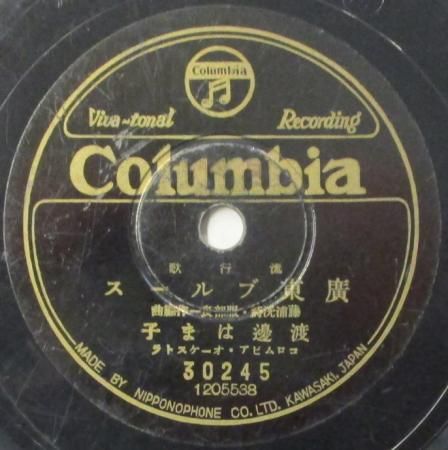 Columbia
Viva-tonal Recording
Columbia
流行歌
廣東ブルース
藤浦洸詞・服部良一作編曲
渡邊はま子
コロムビア・オーケストラ
30245
1205538
MADE BY NIPPONOPHONE CO. LTD. KAWASAKI, JAPAN